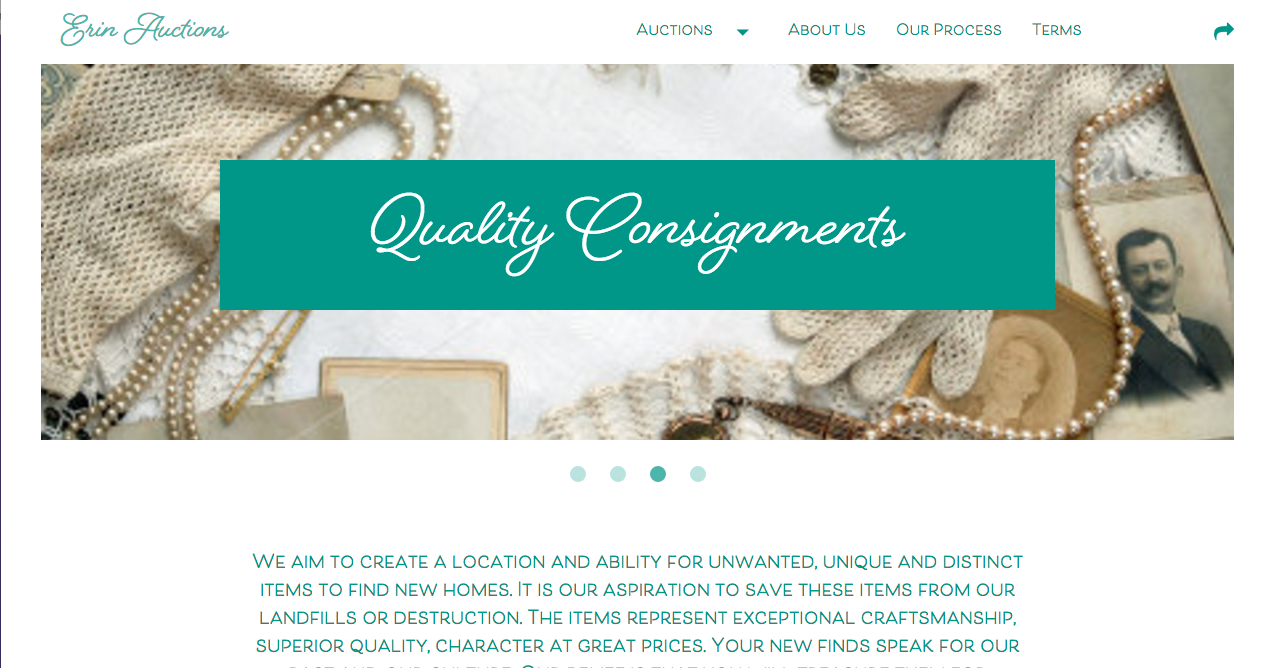 Erin Auctions
Auctions About Us Our Process Terms
Quality Consignments
We aim to create a location and ability for unwanted, unique and distinct
items to find new homes. It is our aspiration to save these items from our
landfills or destruction. The items represent exceptional craftsmanship,
superior quality, character at great prices. Your new finds speak for our